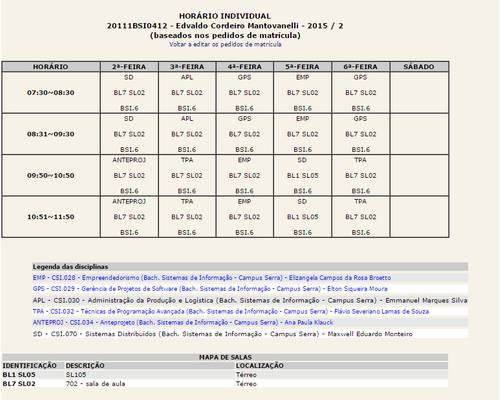 HORÁRIO INDIVIDUAL
20111BSI0412 - Edvaldo Cordeiro Mantovanelli - 2015 / 2
(baseados nos pedidos de matrícula)
Voltar a editar os pedidos de matrícula
HORÁRIO 2ª-FEIRA 3ª-FEIRA 4ª-FEIRA 5ª-FEIRA 6ª-FEIRA SÁBADO
SD APL GPS EMP GPS
07:30~08:30 BL7 SL02 BL7 SL02 BL7 SL02 BL7 SL02 BL7 SL02
BSI.6 BSI.6 BSI.6 BSI.6 BSI.6
SD APL GPS EMP GPS
08:31~09:30 BL7 SL02 BL7 SL02 BL7 SL02 BL7 SL02 BL7 SL02
BSI.6 BSI.6 BSI.6 BSI.6 BSI.6
ANTEPROJ TPA EMP SD TPA
09:50~10:50 BL7 SL02 BL7 SL02 BL7 SL02 BL1 SL05 BL7 SL02
BSI.6 BSI.6 BSI.6 BSI.6 BSI.6
ANTEPROJ TPA EMP SD TPA
10:51~11:50 BL7 SL02 BL7 SL02 BL7 SL02 BL1 SL05 BL7 SL02
BSI.6 BSI.6 BSI.6 BSI.6 BSI.6
Legenda das disciplinas
EMP - CSI.028 - Empreendedorismo (Bach. Sistemas de Informação - Campus Serra) - Elizangela Campos da Rosa Broetto
GPS - CSI.029 - Gerência de Projetos de Software (Bach. Sistemas de Informação - Campus Serra) - Elton Siqueira Moura
APL - CSI.030 - Administração da Produção e Logística (Bach. Sistemas de Informação - Campus Serra) - Emmanuel Marques Silva
TPA - CSI.032 - Técnicas de Programação Avançada (Bach. Sistemas de Informação - Campus Serra) - Flávio Severiano Lamas de Souza
ANTEPROJ - CSI.034 - Anteprojeto (Bach. Sistemas de Informação - Campus Serra) - Ana Paula Klauck
SD - CSI.070 - Sistemas Distribuídos (Bach. Sistemas de Informação - Campus Serra) - Maxwell Eduardo Monteiro
MAPA DE SALAS
IDENTIFICAÇÃO DESCRIÇÃO LOCALIZAÇÃO
BL1 SL05 SL105 Térreo
BL7 SL02 702 - sala de aula Térreo